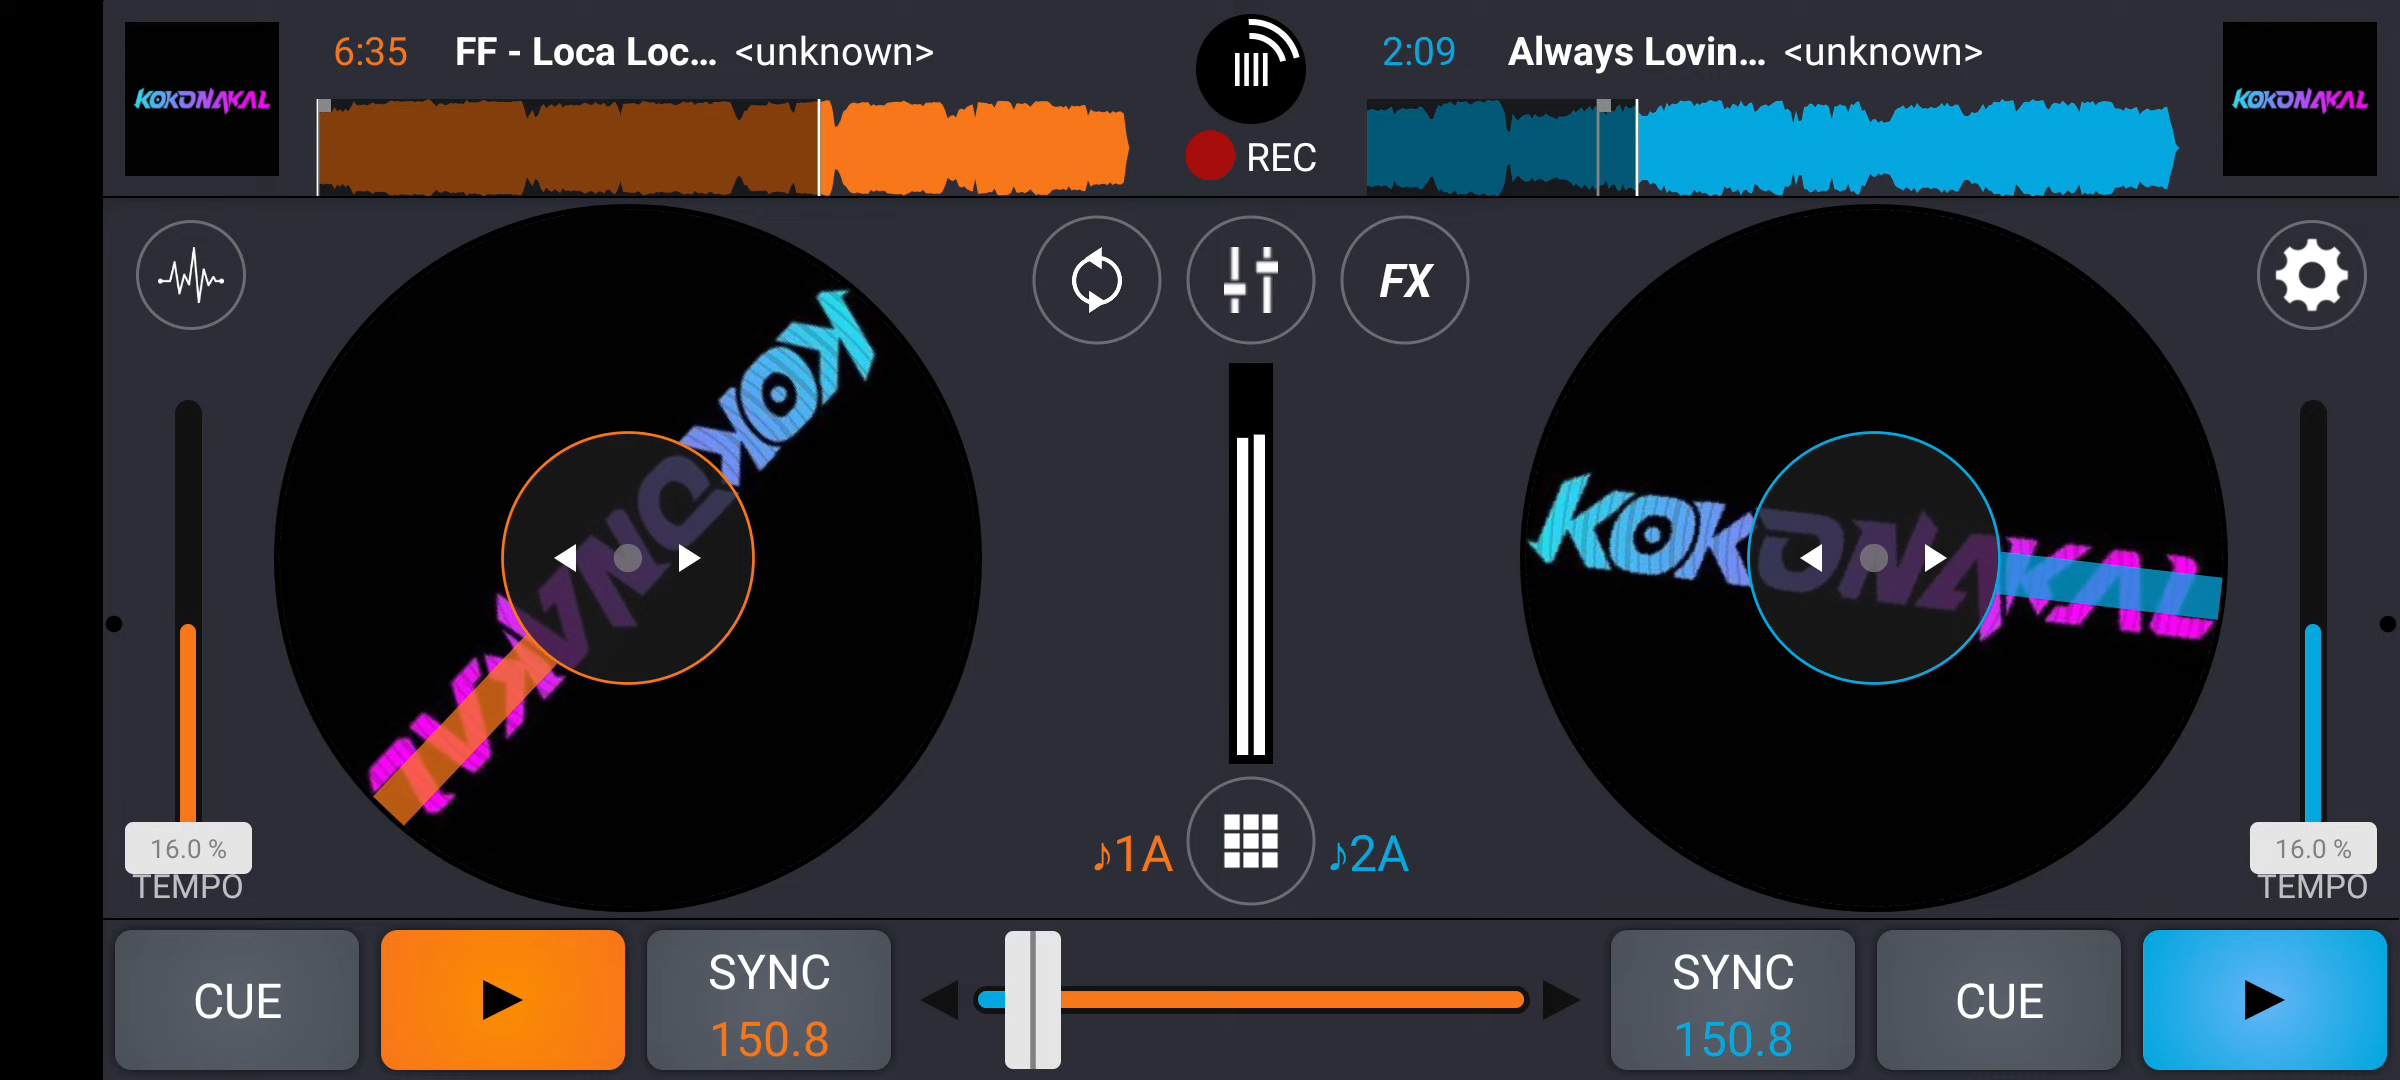 KOKONAKAL
6:35 FF - Loca Loc... <unknown>
REC
2:09 Always Lovin... <unknown>
KOKONAKAL
FX
KOKONAKAL
KOKONAKAL
16.0 %
TEMPO
♪1A
♪2A
16.0 %
TEMPO
CUE
SYNC
150.8
SYNC
150.8
CUE